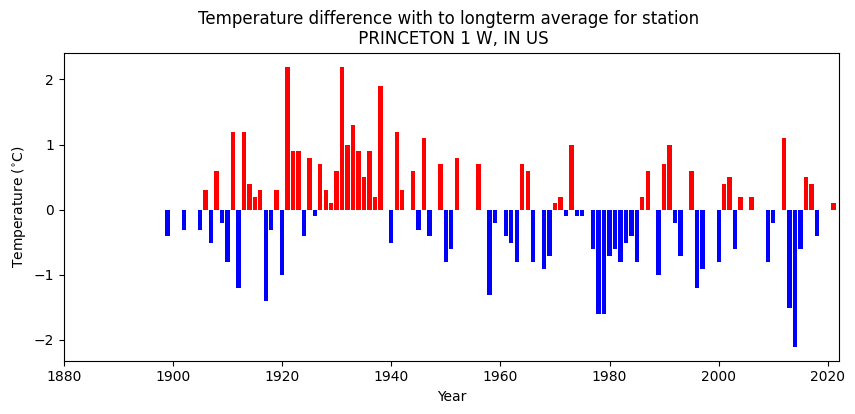 Temperature difference with to longterm average for station
PRINCETON 1 W, IN US
Temperature (°C)
2
1
0
−1
−2
1880 1900 1920 1940 1960 1980 2000 2020
Year